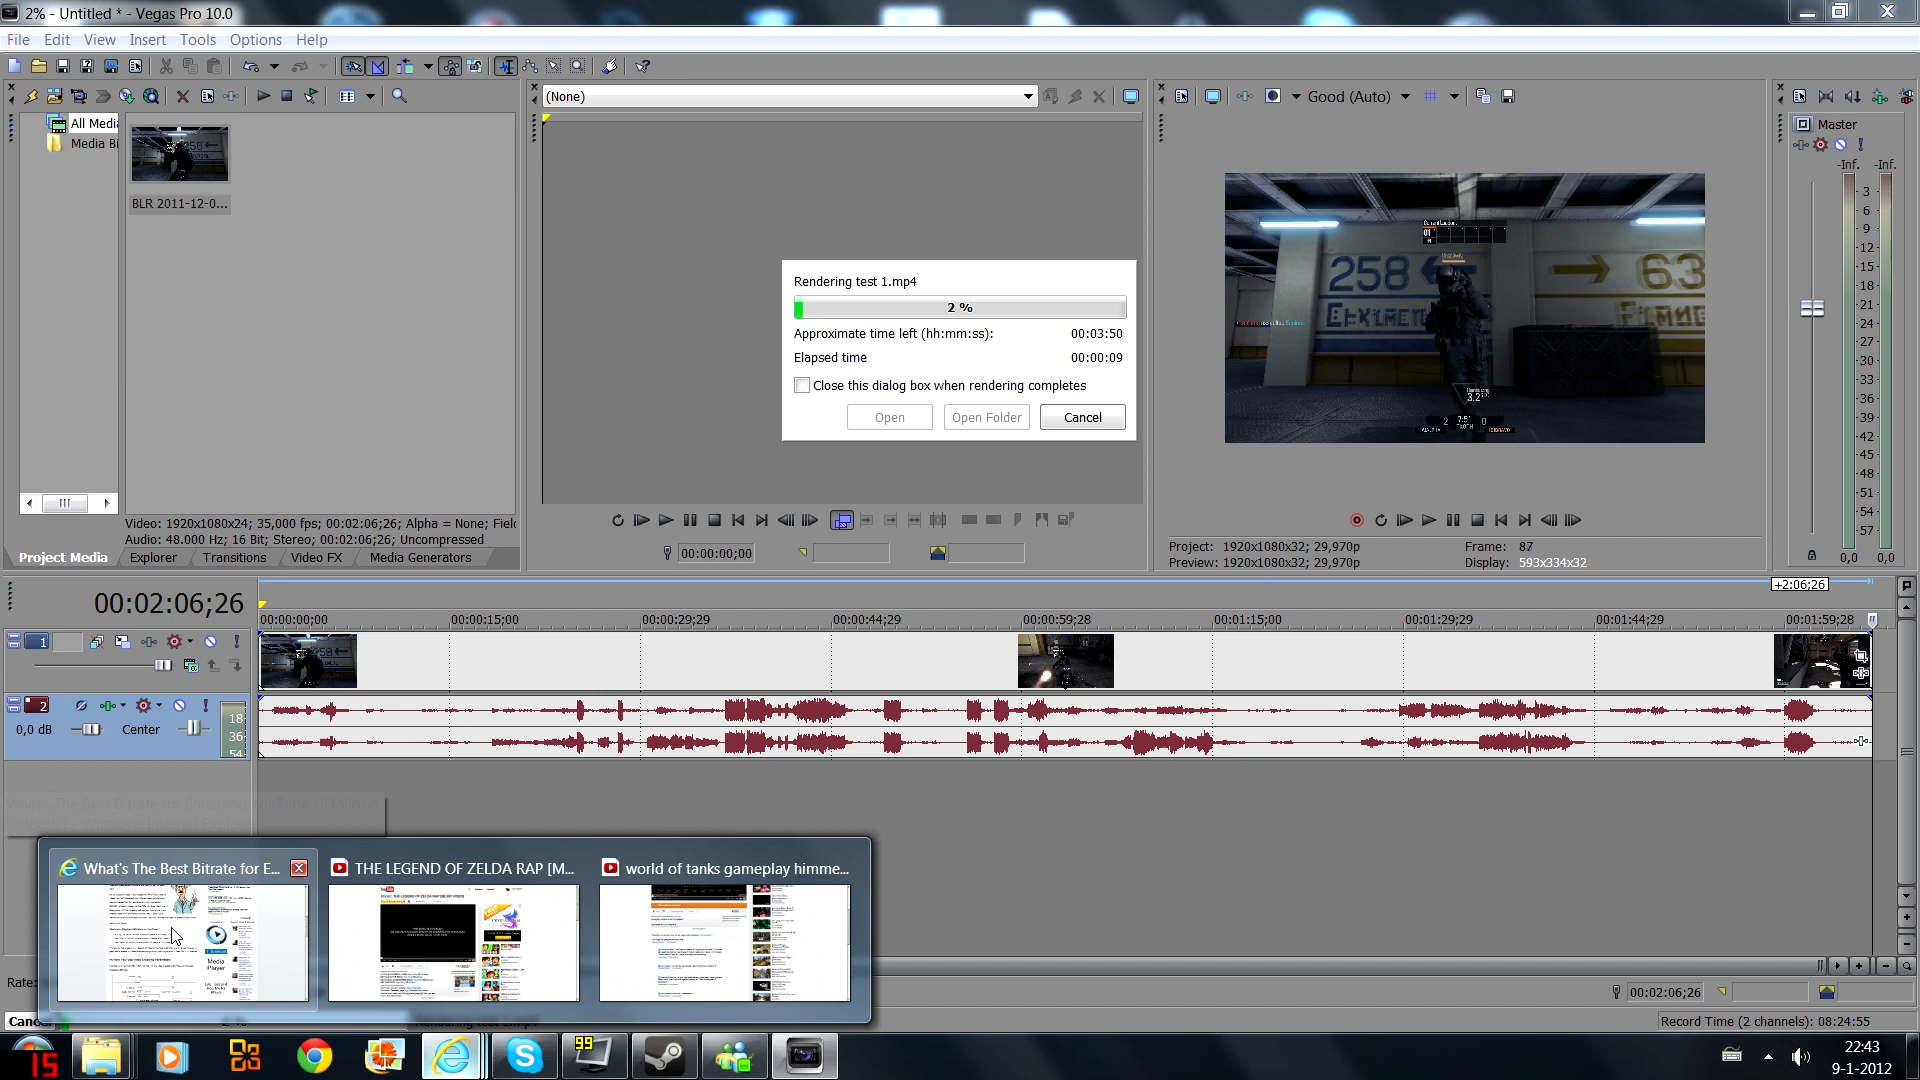 2% - Untitled * - Vegas Pro 10.0
File Edit View Insert Tools Options Help
(None)
Good (Auto)
All Media
Media Bi
BLR 2011-12-0...
Master
-Inf. -Inf.
3
6
9
12
15
18
21
24
27
30
33
36
39
42
45
48
51
54
57
0,0 0,0
Rendering test 1.mp4
2 %
Approximate time left (hh:mm:ss): 00:03:50
Elapsed time 00:00:09
Close this dialog box when rendering completes
Open Open Folder Cancel
258
63
Video: 1920x1080x24; 35,000 fps; 00:02:06;26; Alpha = None; Field
Audio: 48.000 Hz; 16 Bit; Stereo; 00:02:06;26; Uncompressed
Project Media Explorer Transitions Video FX Media Generators
00:00:00;00
Project: 1920x1080x32; 29,970p
Preview: 1920x1080x32; 29,970p
Frame: 87
Display: 593x334x32
+2:06;26
00:02:06;26
00:00:00;00 00:00:15;00 00:00:29;29 00:00:44;29 00:00:59;28 00:01:15;00 00:01:29;29 00:01:44;29 00:01:59;28
1
2
0,0 dB Center
18
36
54
What's The Best Bitrate for E...
THE LEGEND OF ZELDA RAP [M...
world of tanks gameplay himme...
Media
Player
Rate:
00:02:06;26
Cancel
2 %
Rendering test 1.mp4
Record Time (2 channels): 08:24:55
15
99
22:43
9-1-2012